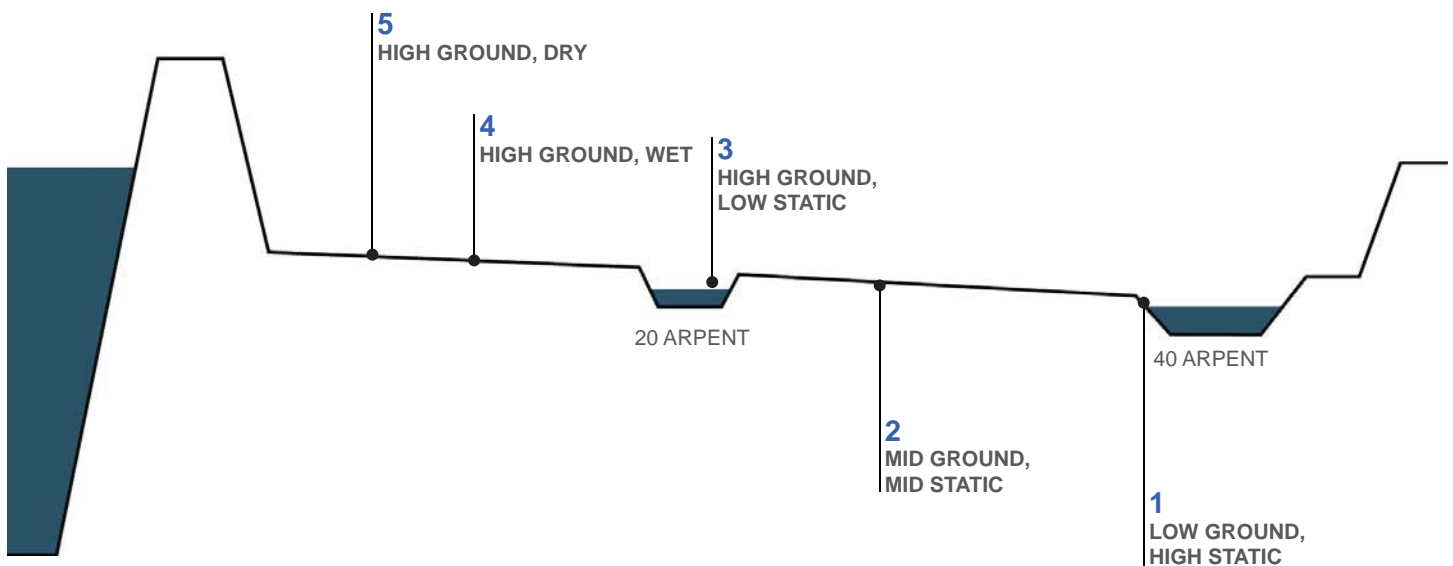 5
HIGH GROUND, DRY
4
HIGH GROUND, WET
3
HIGH GROUND,
LOW STATIC
20 ARPENT
40 ARPENT
2
MID GROUND,
MID STATIC
1
LOW GROUND,
HIGH STATIC